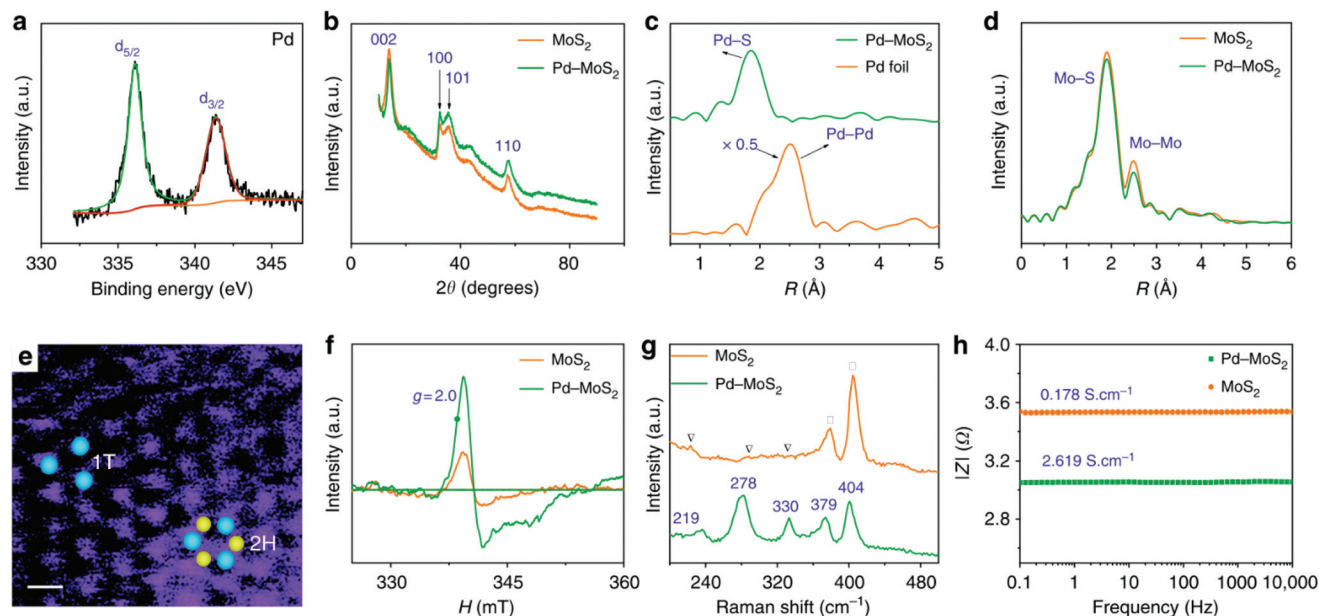 a
Pd
d5/2
d3/2
Intensity (a.u.)
330
335
340
345
Binding energy (eV)
b
002
100
101
110
MoS2
Pd–MoS2
Intensity (a.u.)
0
40
80
2θ (degrees)
c
Pd–S
Pd–MoS2
Pd foil
× 0.5
Pd–Pd
Intensity (a.u.)
1
2
3
4
5
R (Å)
d
MoS2
Pd–MoS2
Mo–S
Mo–Mo
Intensity (a.u.)
0
1
2
3
4
5
6
R (Å)
e
1T
2H
f
MoS2
Pd–MoS2
g = 2.0
Intensity (a.u.)
330
345
360
H (mT)
g
MoS2
Pd–MoS2
219
278
330
379
404
Intensity (a.u.)
240
320
400
480
Raman shift (cm−1)
h
Pd–MoS2
MoS2
0.178 S.cm−1
2.619 S.cm−1
|Z| (Ω)
4.0
3.6
3.2
2.8
0.1
1
10
100
1000
10,000
Frequency (Hz)